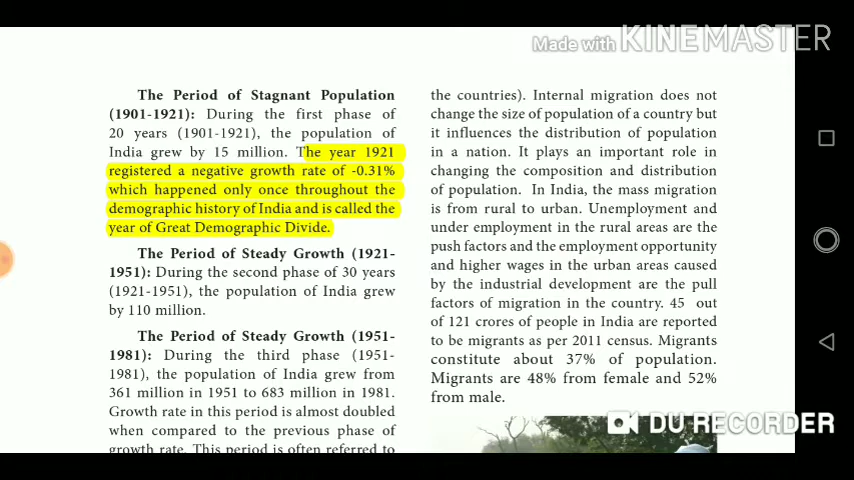 Made with KINEMASTER
The Period of Stagnant Population
(1901-1921): During the first phase of
20 years (1901-1921), the population of
India grew by 15 million. The year 1921
registered a negative growth rate of -0.31%
which happened only once throughout the
demographic history of India and is called the
year of Great Demographic Divide.
The Period of Steady Growth (1921-
1951): During the second phase of 30 years
(1921-1951), the population of India grew
by 110 million.
The Period of Steady Growth (1951-
1981): During the third phase (1951-
1981), the population of India grew from
361 million in 1951 to 683 million in 1981.
Growth rate in this period is almost doubled
when compared to the previous phase of
growth rate. This period is often referred to
the countries). Internal migration does not
change the size of population of a country but
it influences the distribution of population
in a nation. It plays an important role in
changing the composition and distribution
of population. In India, the mass migration
is from rural to urban. Unemployment and
under employment in the rural areas are the
push factors and the employment opportunity
and higher wages in the urban areas caused
by the industrial development are the pull
factors of migration in the country. 45 out
of 121 crores of people in India are reported
to be migrants as per 2011 census. Migrants
constitute about 37% of population.
Migrants are 48% from female and 52%
from male.
DU RECORDER